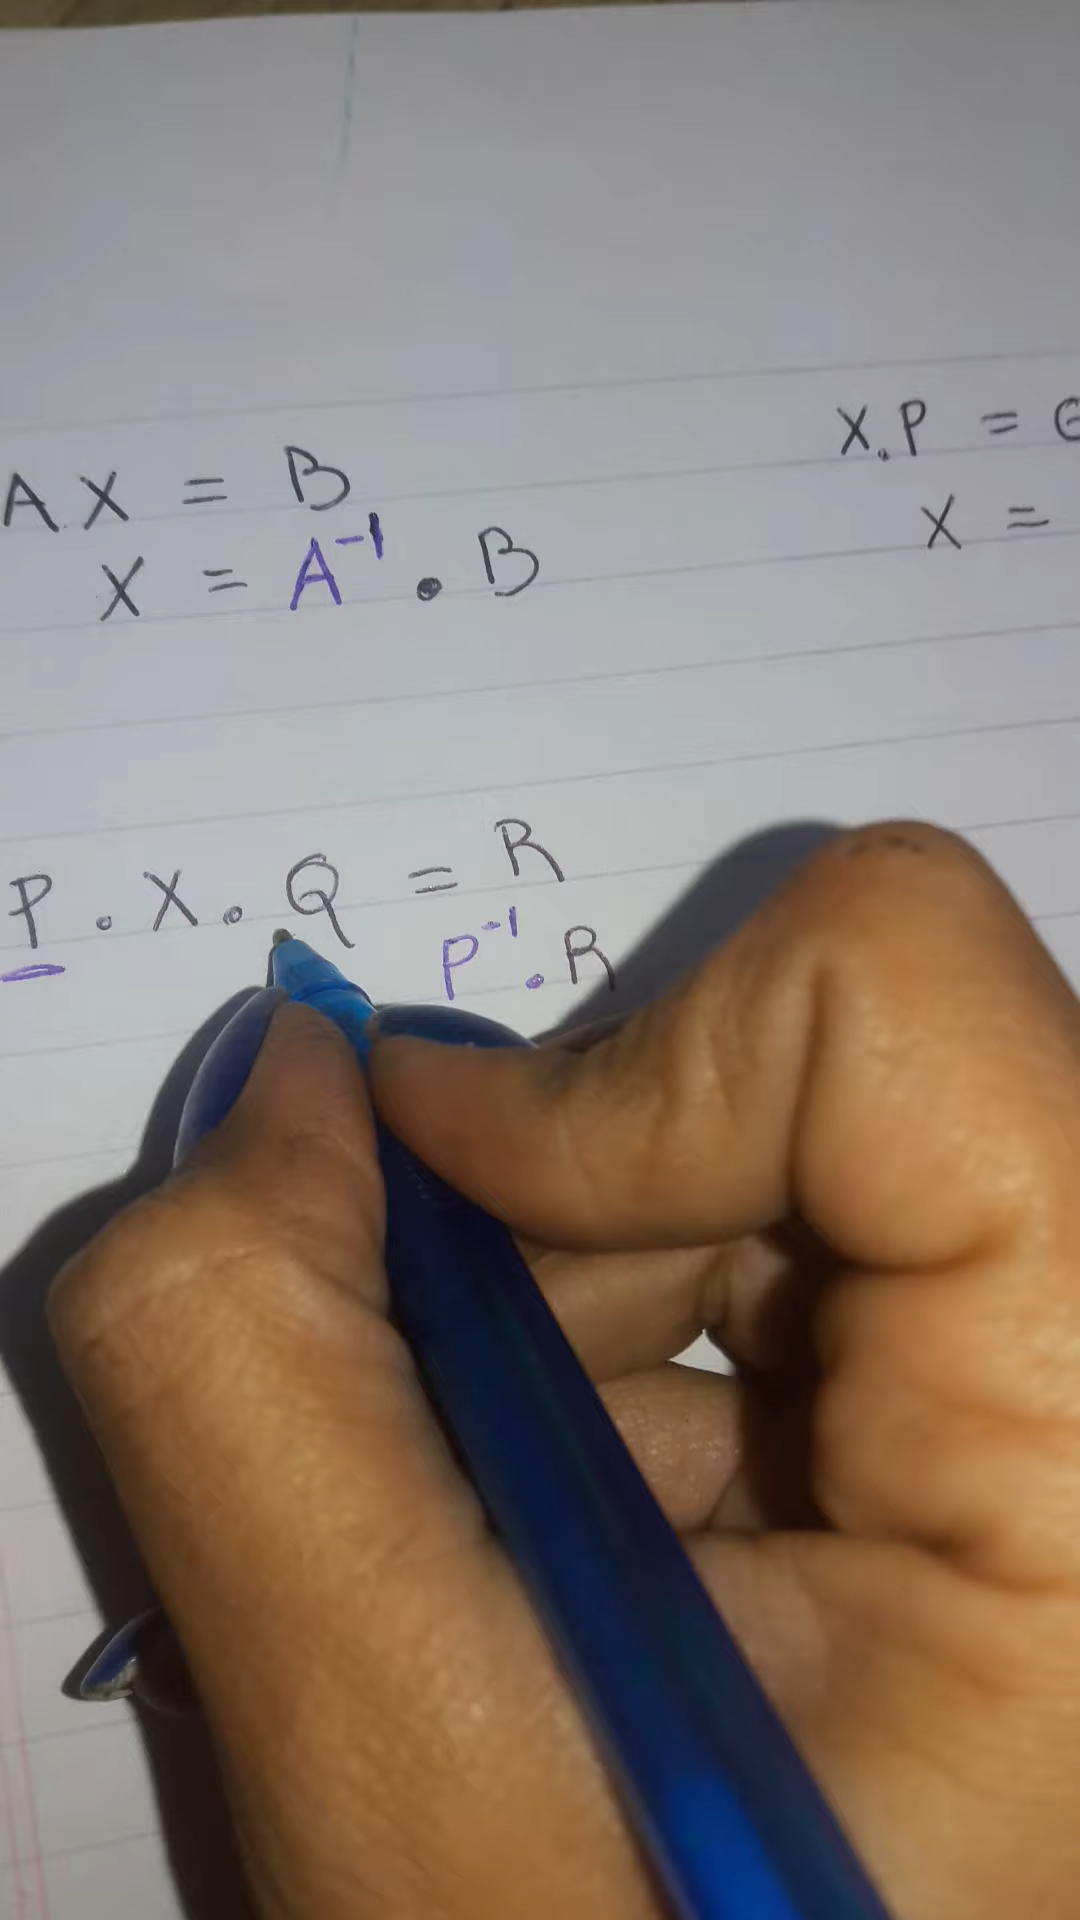 A.X = B
X = A⁻¹ . B
X.P =
X =
P . X . Q = R
P⁻¹ . R